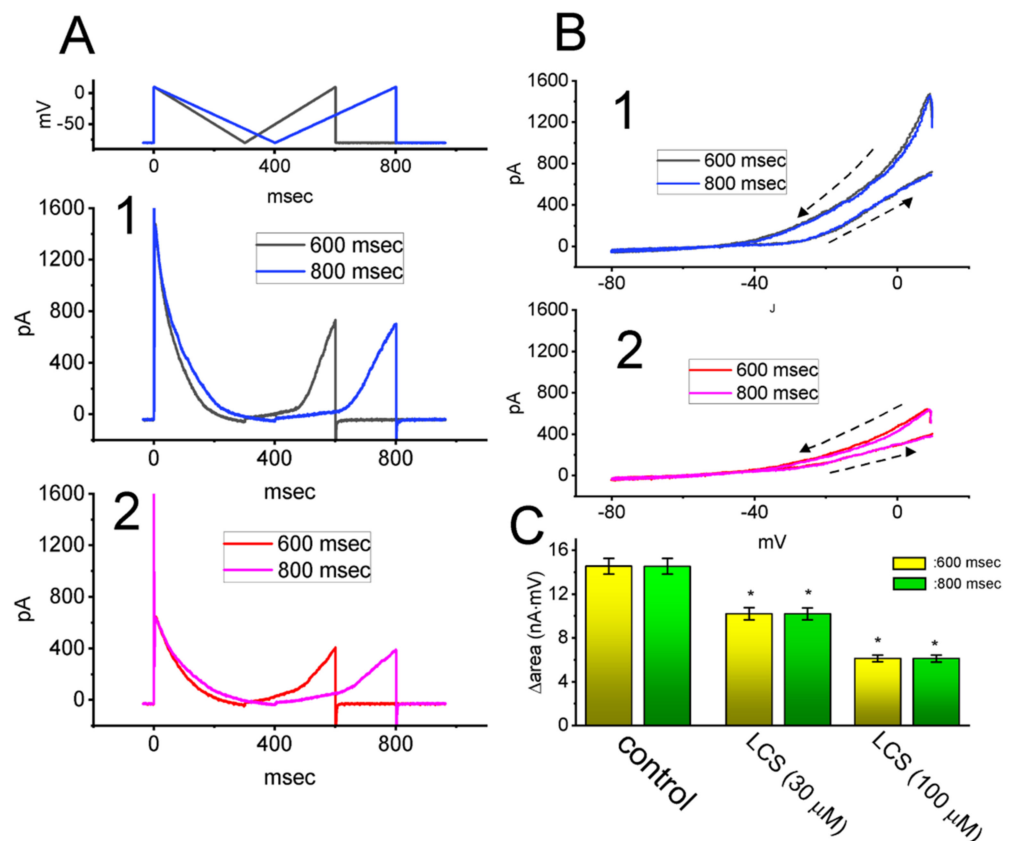 A
0
-50
mV
0
400
800
msec
1
1600
1200
800
400
0
pA
600 msec
800 msec
0
400
800
msec
2
1600
1200
800
400
0
pA
600 msec
800 msec
0
400
800
msec
B
1
1600
1400
1200
800
400
0
pA
600 msec
800 msec
-80
-40
0
J
2
1600
1200
800
400
0
pA
600 msec
800 msec
-80
-40
0
mV
C
16
12
8
4
0
Δarea (nA·mV)
:600 msec
:800 msec
* *
* *
control
LCS (30 μM)
LCS (100 μM)